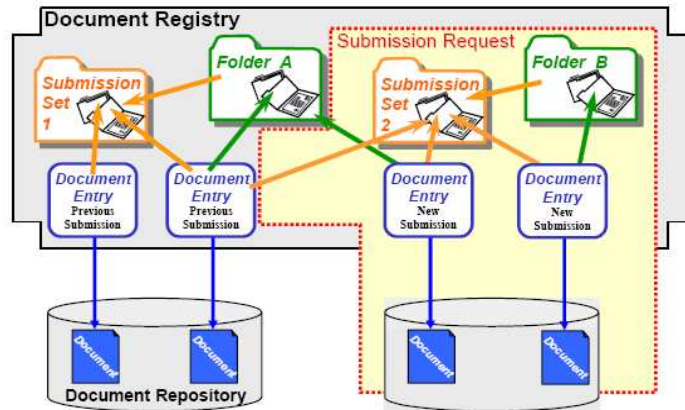 Document Registry
Submission Request
Submission
Set
1
Folder A
Submission
Set
2
Folder B
Document
Entry
Previous
Submission
Document
Entry
Previous
Submission
Document
Entry
New
Submission
Document
Entry
New
Submission
Document
Document
Document
Document
Document Repository